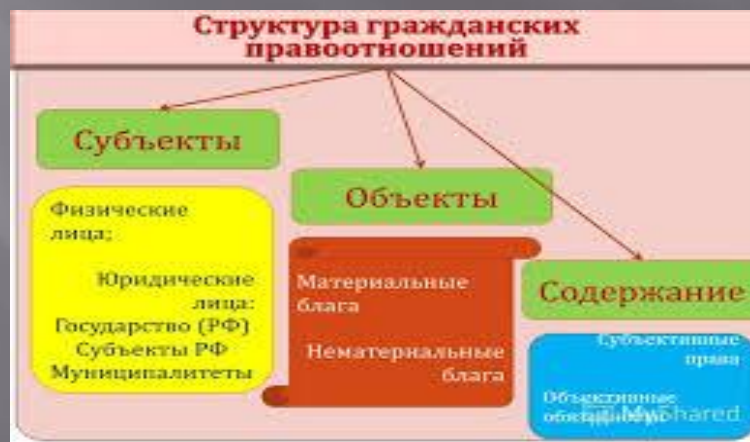 Структура гражданских
правоотношений
Субъекты
Физические
лица;
Юридические
лица:
Государство (РФ)
Субъекты РФ
Муниципалитеты
Объекты
Материальные
блага
Нематериальные
блага
Содержание
Субъективные
права
Объективные
MyShared